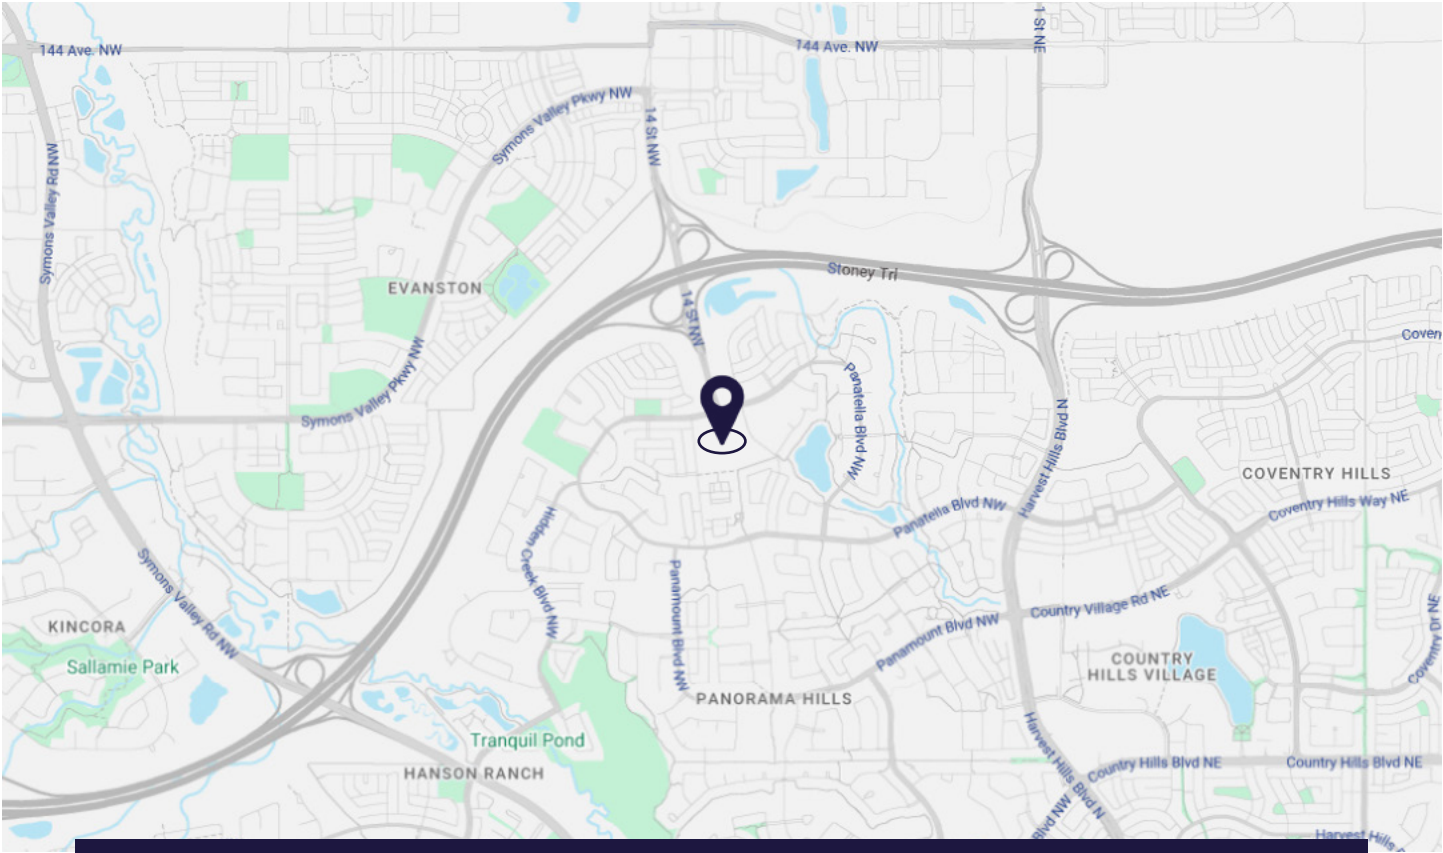 144 Ave. NW
144 Ave. NW
1 St NE
Symons Valley Pkwy NW
14 St NW
Symons Valley Rd NW
Stoney Trl
EVANSTON
14 St NW
Coven
Symons Valley Pkwy NW
Panatella Blvd NW
Harvest Hills Blvd N
COVENTRY HILLS
Coventry Hills Way NE
Panatella Blvd NW
Hidden Creek Blvd NW
Symons Valley Rd NW
Panamount Blvd NW
Country Village Rd NE
Panamount Blvd NW
Coventry Dr NE
KINCORA
Sallamie Park
COUNTRY
HILLS VILLAGE
PANORAMA HILLS
Tranquil Pond
HANSON RANCH
Harvest Hills Blvd N
Country Hills Blvd NE
Country Hills Blvd NE
Blvd NW
Harvest Hills